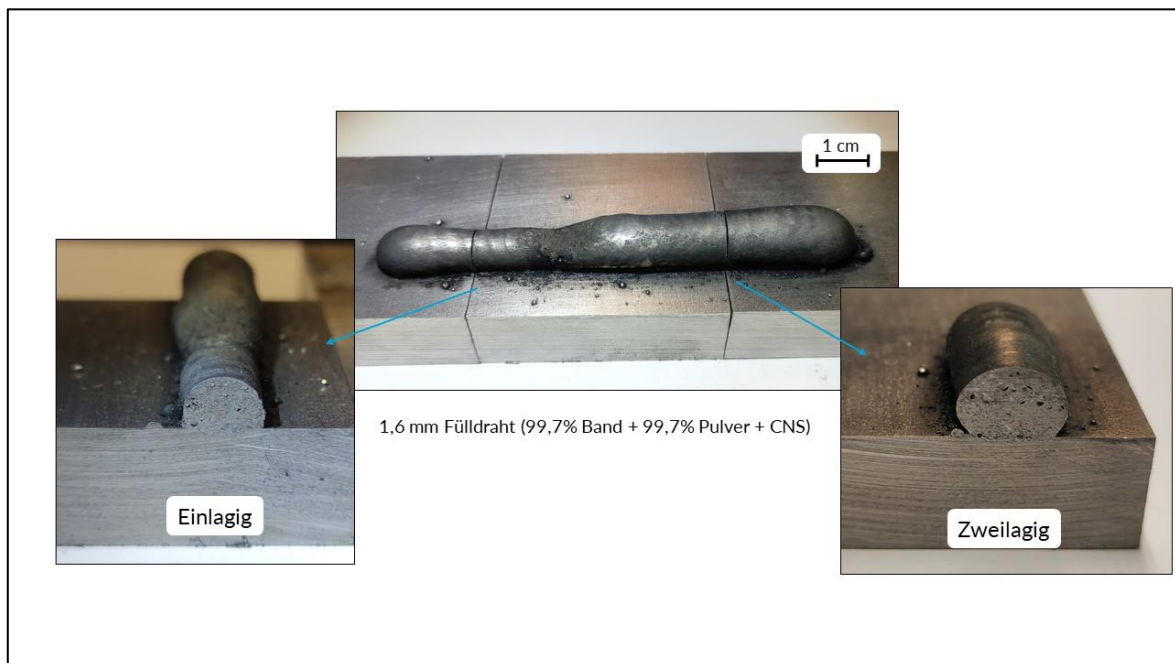 1 cm
1,6 mm Fülldraht (99,7% Band + 99,7% Pulver + CNS)
Einlagig
Zweilagig